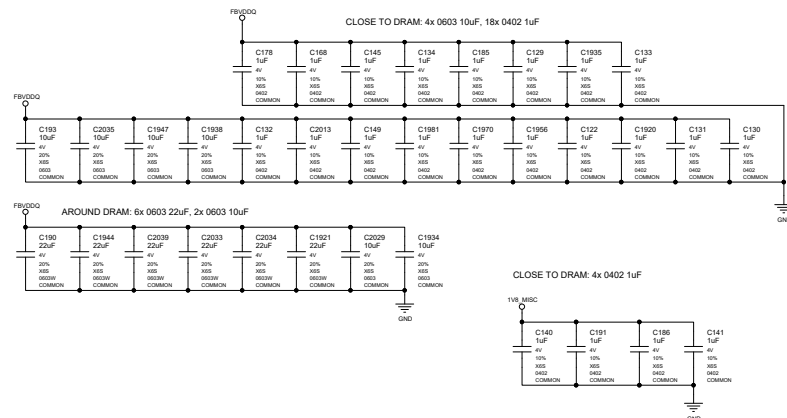 FBVDDQ
CLOSE TO DRAM: 4x 0603 10uF, 18x 0402 1uF
C178 C168 C145 C134 C185 C129 C1935 C133
1uF 1uF 1uF 1uF 1uF 1uF 1uF 1uF
4V 4V 4V 4V 4V 4V 4V 4V
10% 10% 10% 10% 10% 10% 10% 10%
X6S X6S X6S X6S X6S X6S X6S X6S
0402 0402 0402 0402 0402 0402 0402 0402
COMMON COMMON COMMON COMMON COMMON COMMON COMMON COMMON
FBVDDQ
C193 C2035 C1947 C1938 C132 C2013 C149 C1981 C1970 C1956 C122 C1920 C131 C130
10uF 10uF 10uF 10uF 1uF 1uF 1uF 1uF 1uF 1uF 1uF 1uF 1uF 1uF
4V 4V 4V 4V 4V 4V 4V 4V 4V 4V 4V 4V 4V 4V
20% 20% 20% 20% 10% 10% 10% 10% 10% 10% 10% 10% 10% 10%
X6S X6S X6S X6S X6S X6S X6S X6S X6S X6S X6S X6S X6S X6S
0603 0603 0603 0603 0402 0402 0402 0402 0402 0402 0402 0402 0402 0402
COMMON COMMON COMMON COMMON COMMON COMMON COMMON COMMON COMMON COMMON COMMON COMMON COMMON COMMON
GN
FBVDDQ
AROUND DRAM: 6x 0603 22uF, 2x 0603 10uF
C190 C1944 C2039 C2033 C2034 C1921 C2029 C1934
22uF 22uF 22uF 22uF 22uF 22uF 10uF 10uF
4V 4V 4V 4V 4V 4V 4V 4V
20% 20% 20% 20% 20% 20% 20% 20%
X6S X6S X6S X6S X6S X6S X6S X6S
0603W 0603W 0603W 0603W 0603W 0603W 0603 0603
COMMON COMMON COMMON COMMON COMMON COMMON COMMON COMMON
GND
CLOSE TO DRAM: 4x 0402 1uF
1V8_MISC
C140 C191 C186 C141
1uF 1uF 1uF 1uF
4V 4V 4V 4V
10% 10% 10% 10%
X6S X6S X6S X6S
0402 0402 0402 0402
COMMON COMMON COMMON COMMON
GND